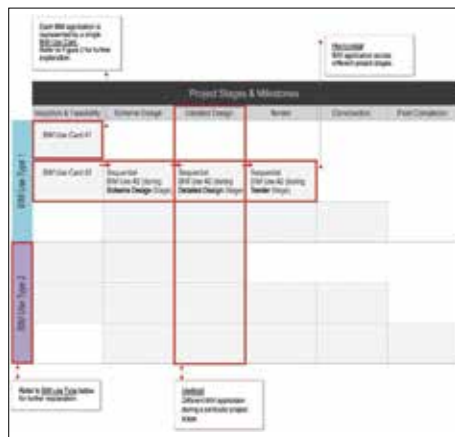 Each BIM application is
represented by a single
BIM Use Card.
Refer to Figure 2 for further
explanation.
Horizontal
BIM application across
different project stages.
Project Stages & Milestones
Inception & Feasibility
Scheme Design
Detailed Design
Tender
Construction
Post Completion
BIM Use Type 1
BIM Use Card #1
BIM Use Card #2
Sequential
BIM Use #2 (during
Scheme Design Stage)
Sequential
BIM Use #2 (during
Detailed Design Stage)
Sequential
BIM Use #2 (during
Tender Stage)
BIM Use Type 2
Refer to BIM Use Type below
for further explanation.
Vertical
Different BIM application
during a particular project
stage.